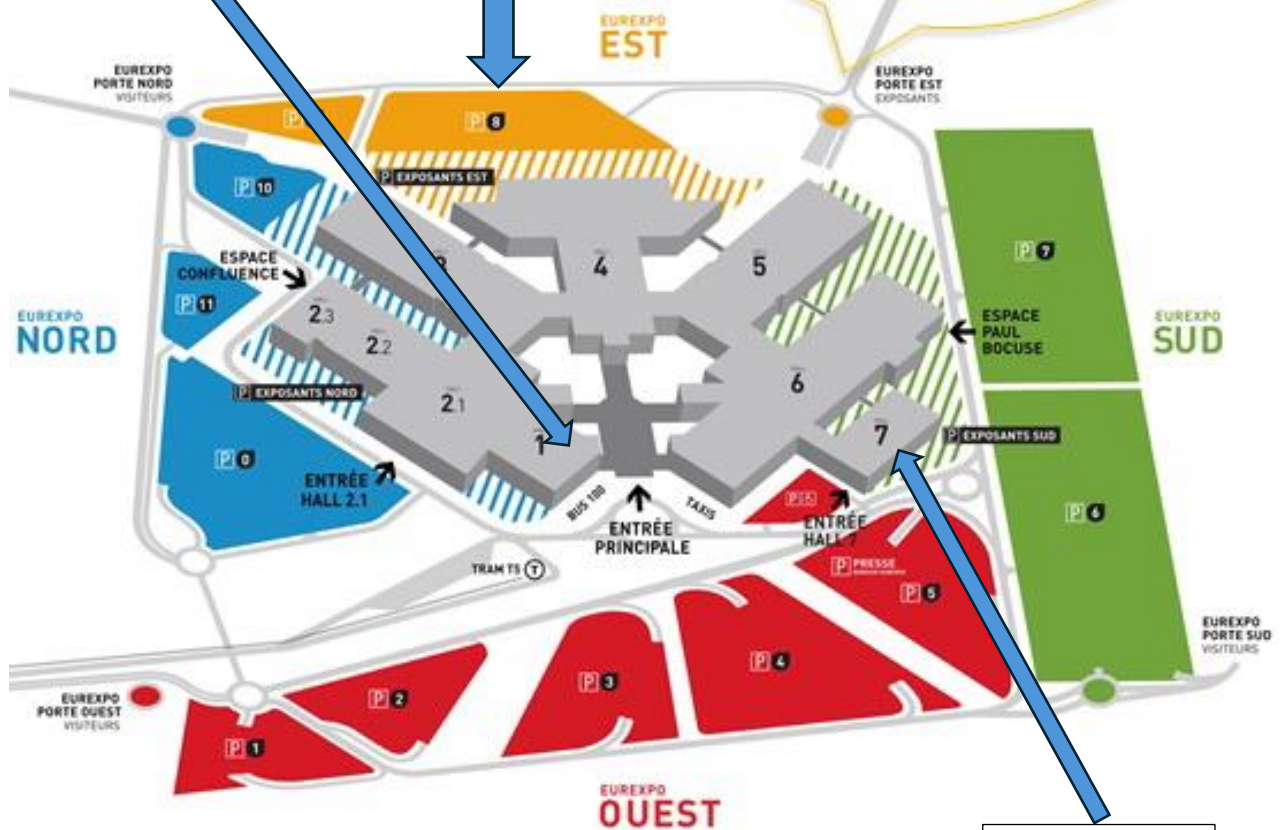 EUREXPO
EST
EUREXPO
PORTE NORD
VISITEURS
EUREXPO
PORTE EST
EXPOSANTS
P
P 8
P EXPOSANTS EST
P 10
ESPACE
CONFLUENCE
P 11
EUREXPO
NORD
4
5
P 7
2.3
2.2
2.1
1
6
7
ESPACE
PAUL
BOCUSE
EUREXPO
SUD
P EXPOSANTS NORD
P 0
ENTRÉE
HALL 2.1
P EXPOSANTS SUD
BUS 100
ENTRÉE
PRINCIPALE
TAXIS
P
ENTRÉE
HALL 7
P 6
TRAM T5 T
P PRESSE
P 5
P 4
P 3
P 2
P 1
EUREXPO
PORTE OUEST
VISITEURS
EUREXPO
PORTE SUD
VISITEURS
EUREXPO
OUEST